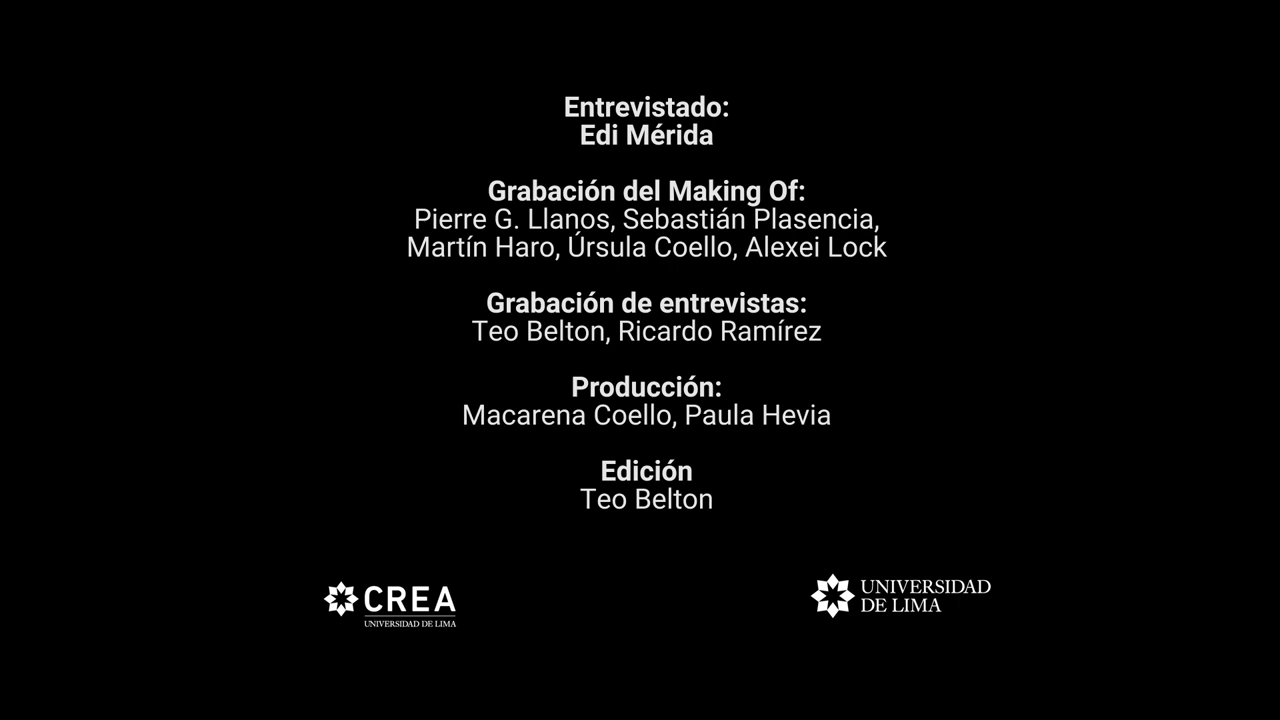 Entrevistado:
Edi Mérida
Grabación del Making Of:
Pierre G. Llanos, Sebastián Plasencia,
Martín Haro, Úrsula Coello, Alexei Lock
Grabación de entrevistas:
Teo Belton, Ricardo Ramírez
Producción:
Macarena Coello, Paula Hevia
Edición
Teo Belton
CREA
UNIVERSIDAD DE LIMA
UNIVERSIDAD
DE LIMA